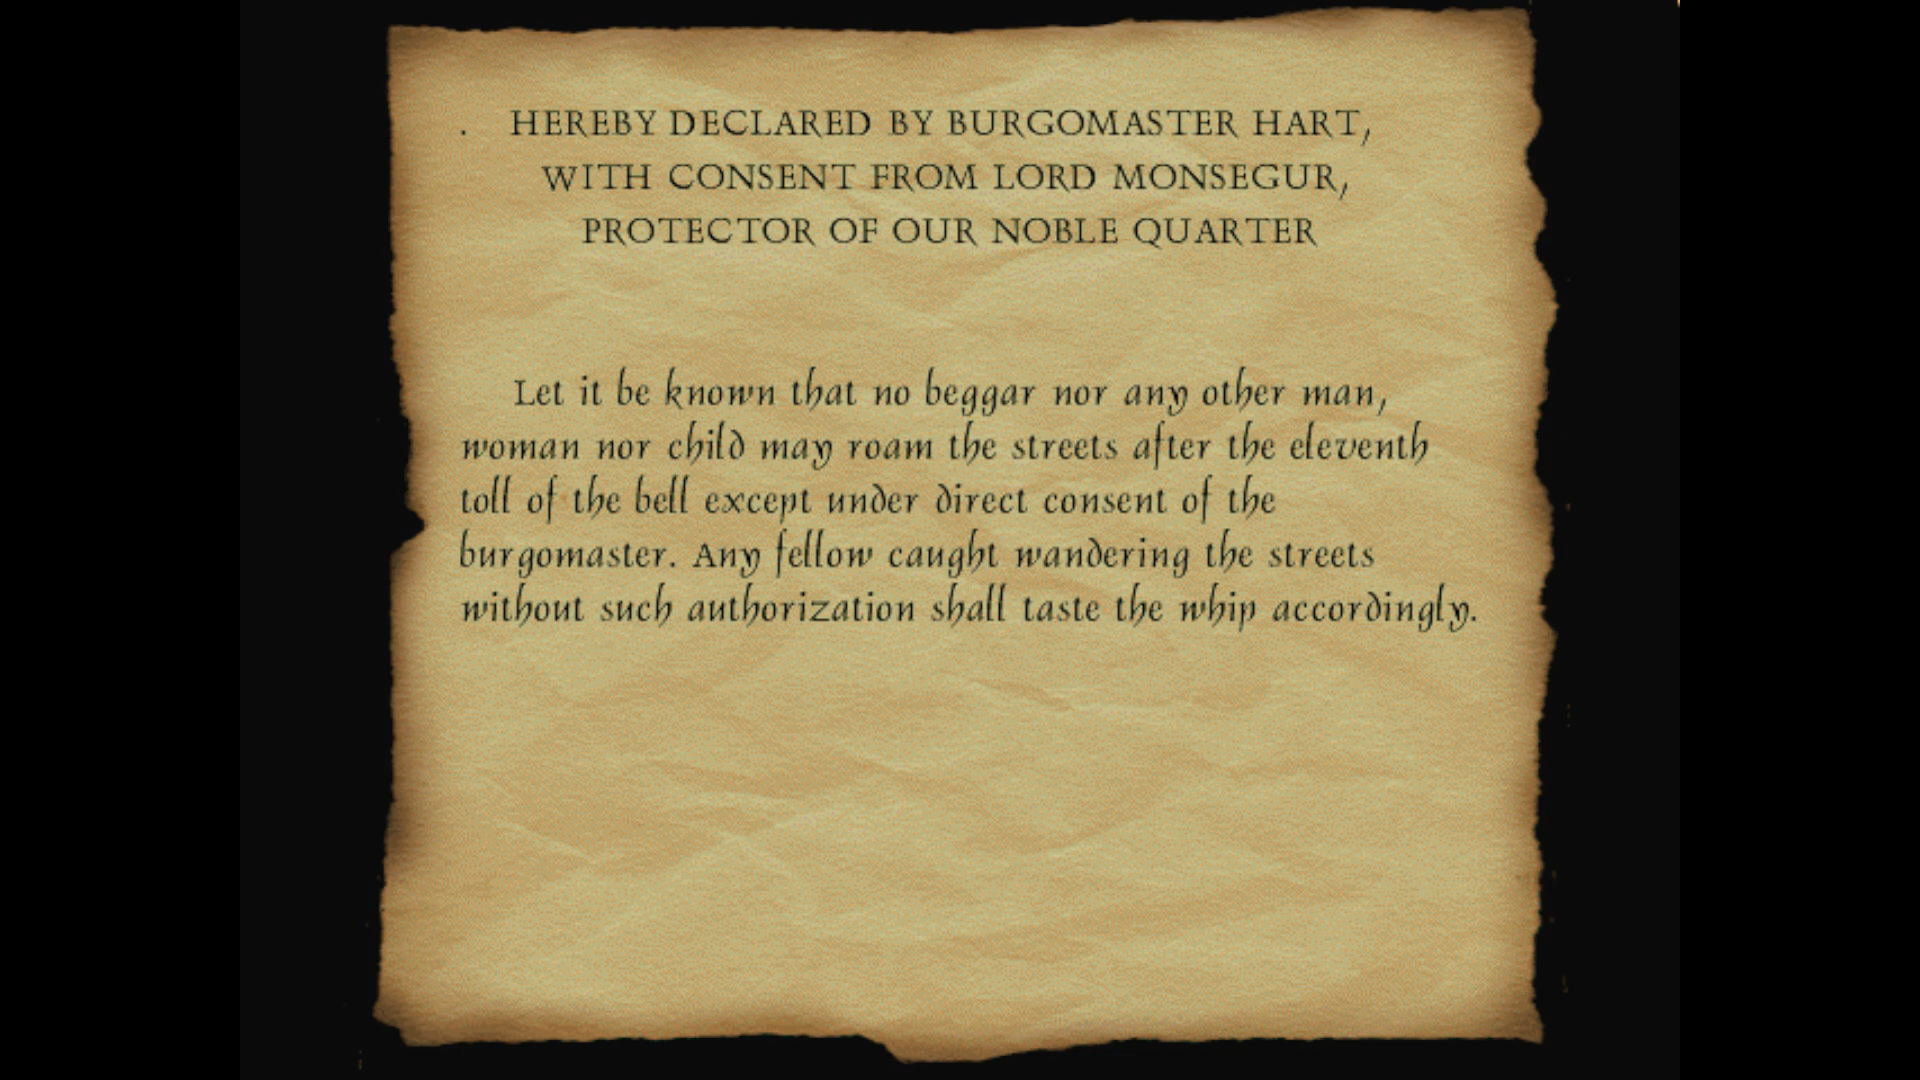 . HEREBY DECLARED BY BURGOMASTER HART,
WITH CONSENT FROM LORD MONSEGUR,
PROTECTOR OF OUR NOBLE QUARTER
Let it be known that no beggar nor any other man,
woman nor child may roam the streets after the eleventh
toll of the bell except under direct consent of the
burgomaster. Any fellow caught wandering the streets
without such authorization shall taste the whip accordingly.